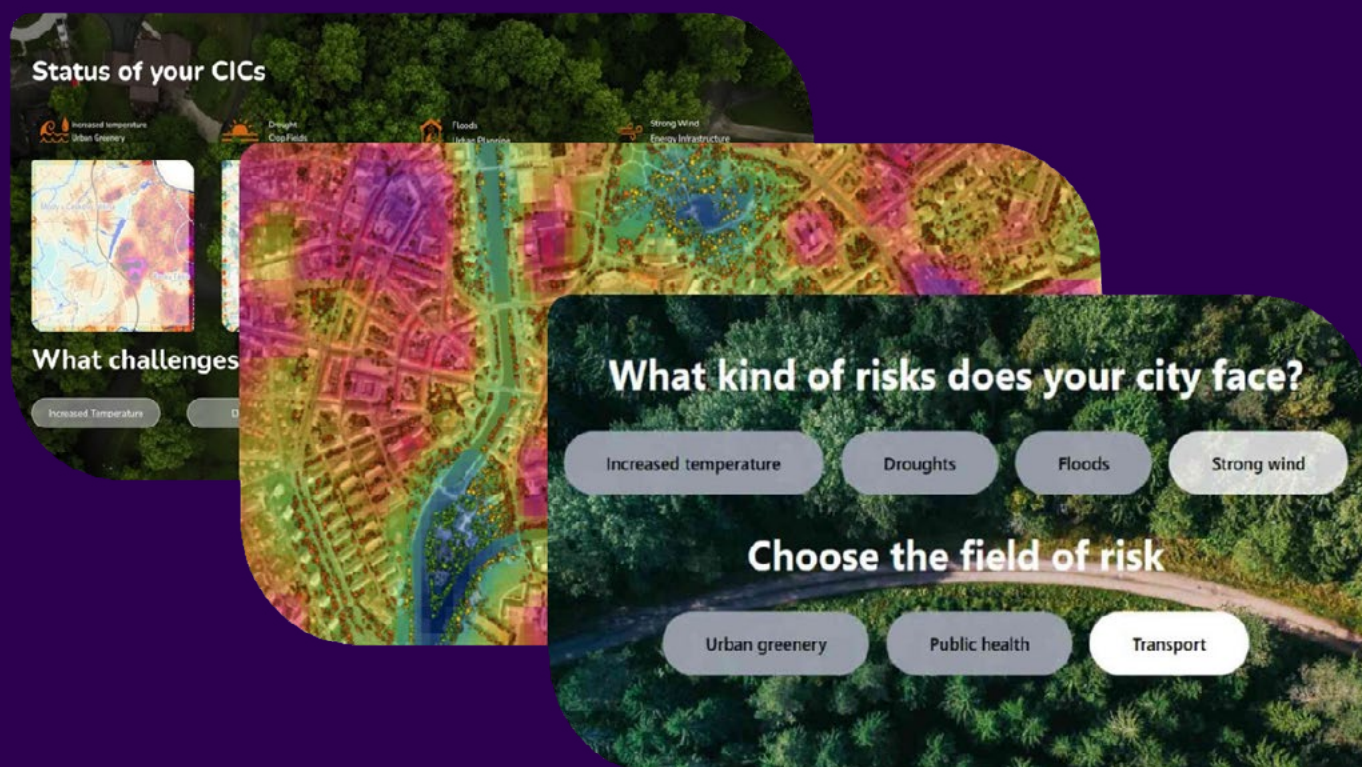 Status of your CICs
Increased temperature
Urban Greenery
Drought
Crop Fields
Floods
Urban Planning
Strong Wind
Energy Infrastructure
What challenges
Increased Temperature
D
What kind of risks does your city face?
Increased temperature
Droughts
Floods
Strong wind
Choose the field of risk
Urban greenery
Public health
Transport